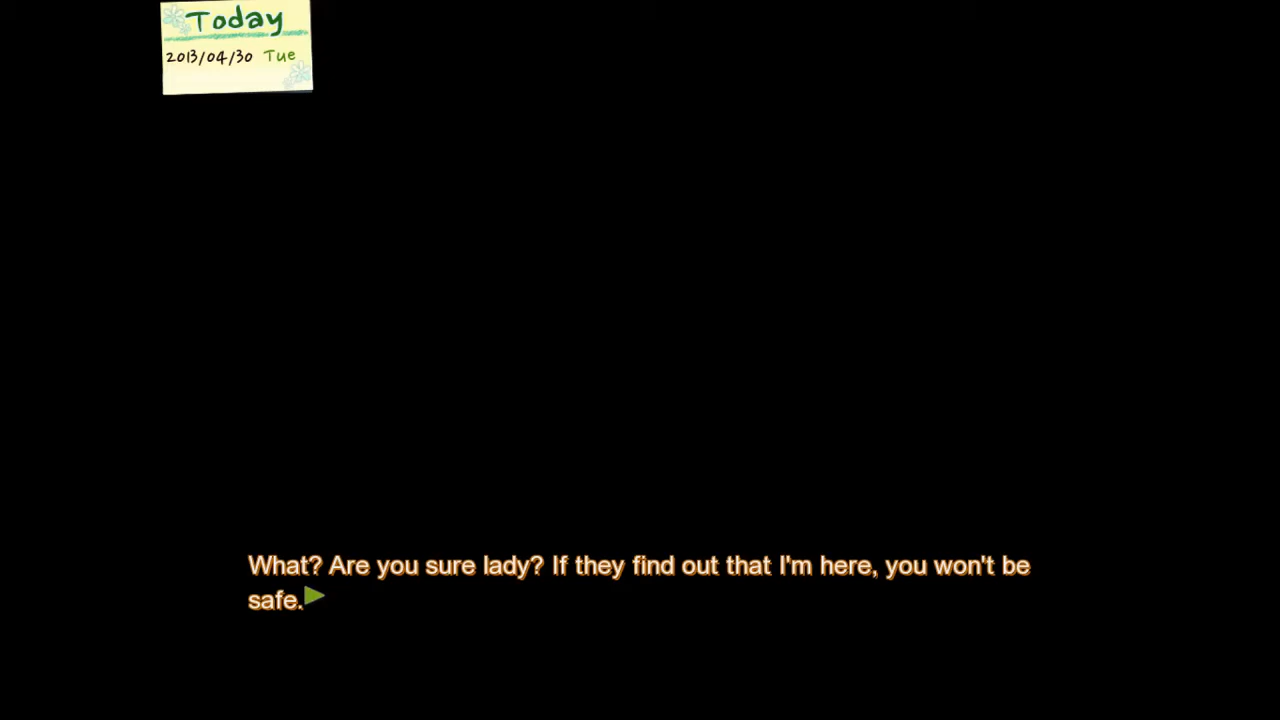 Today
2013/04/30 Tue
What? Are you sure lady? If they find out that I'm here, you won't be
safe.